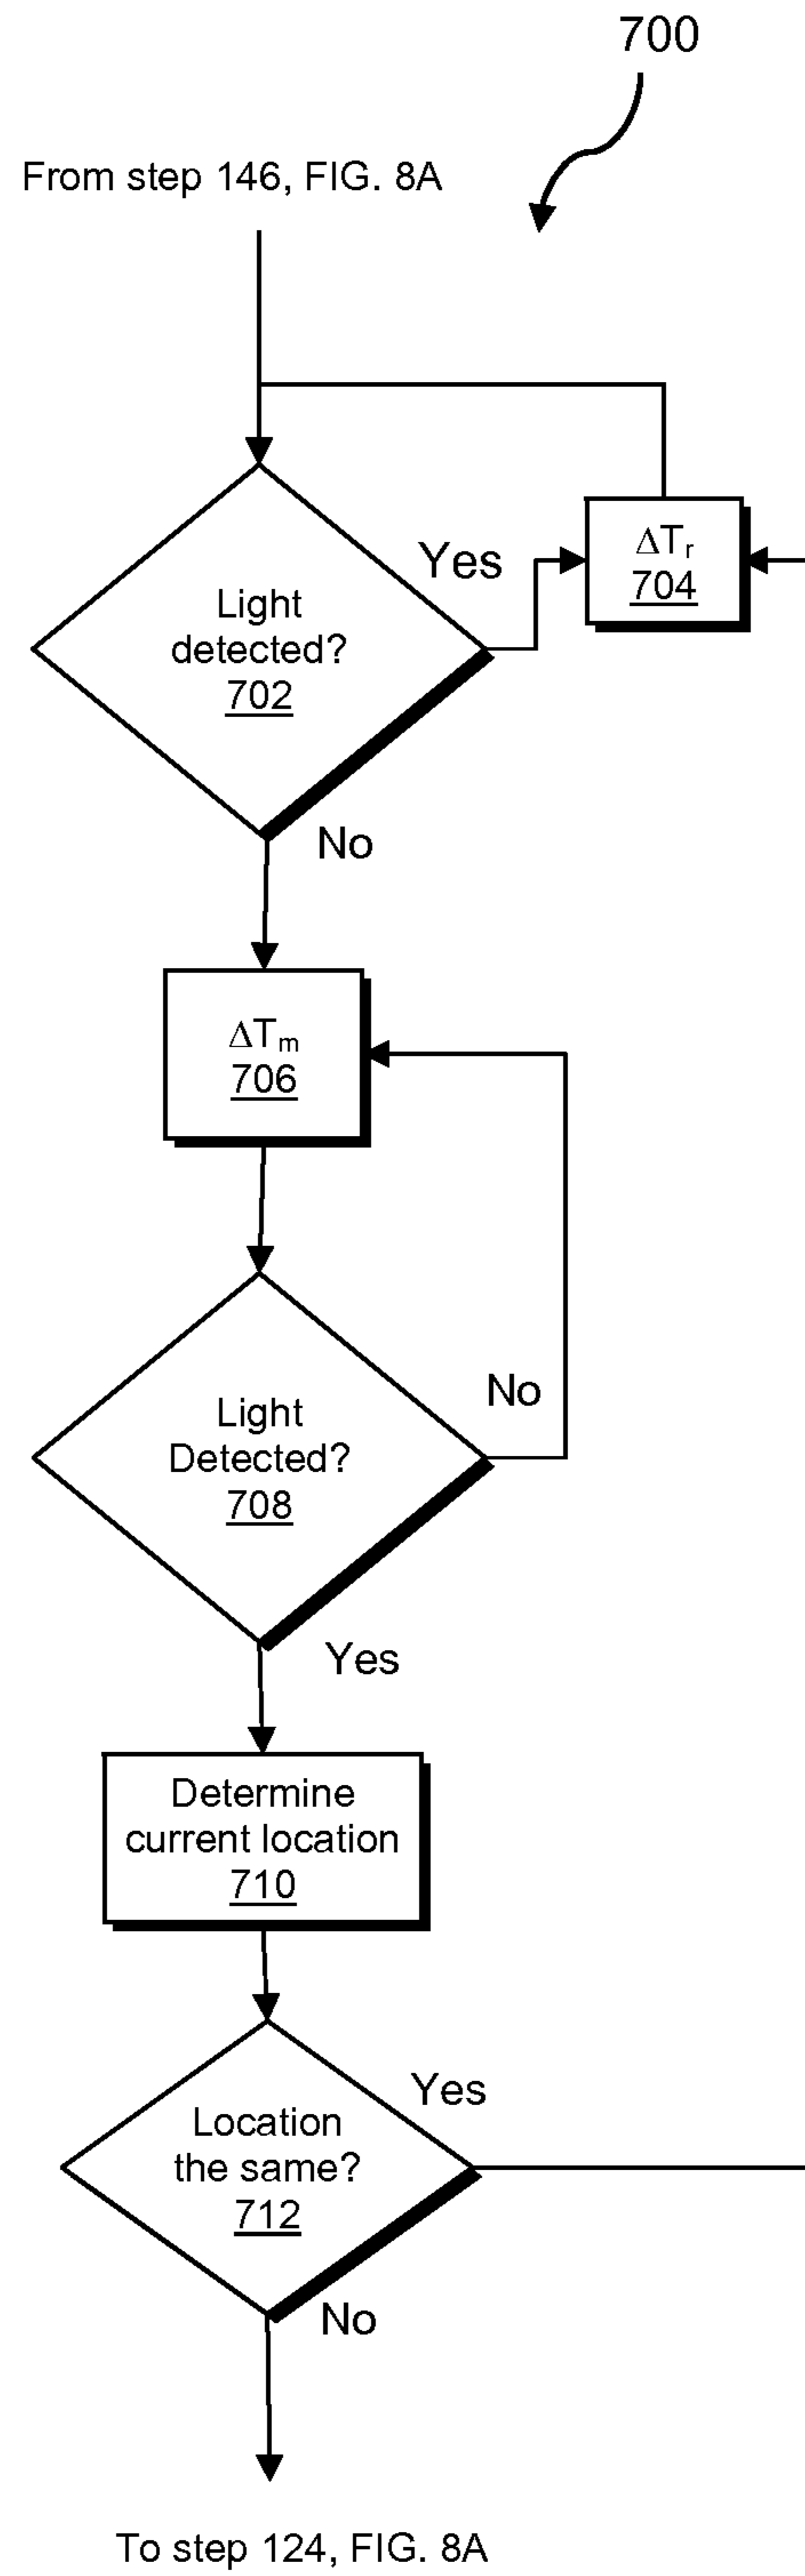 700
From step 146, FIG. 8A
Yes
ΔTr
704
Light
detected?
702
No
ΔTm
706
No
Light
Detected?
708
Yes
Determine
current location
710
Yes
Location
the same?
712
No
To step 124, FIG. 8A